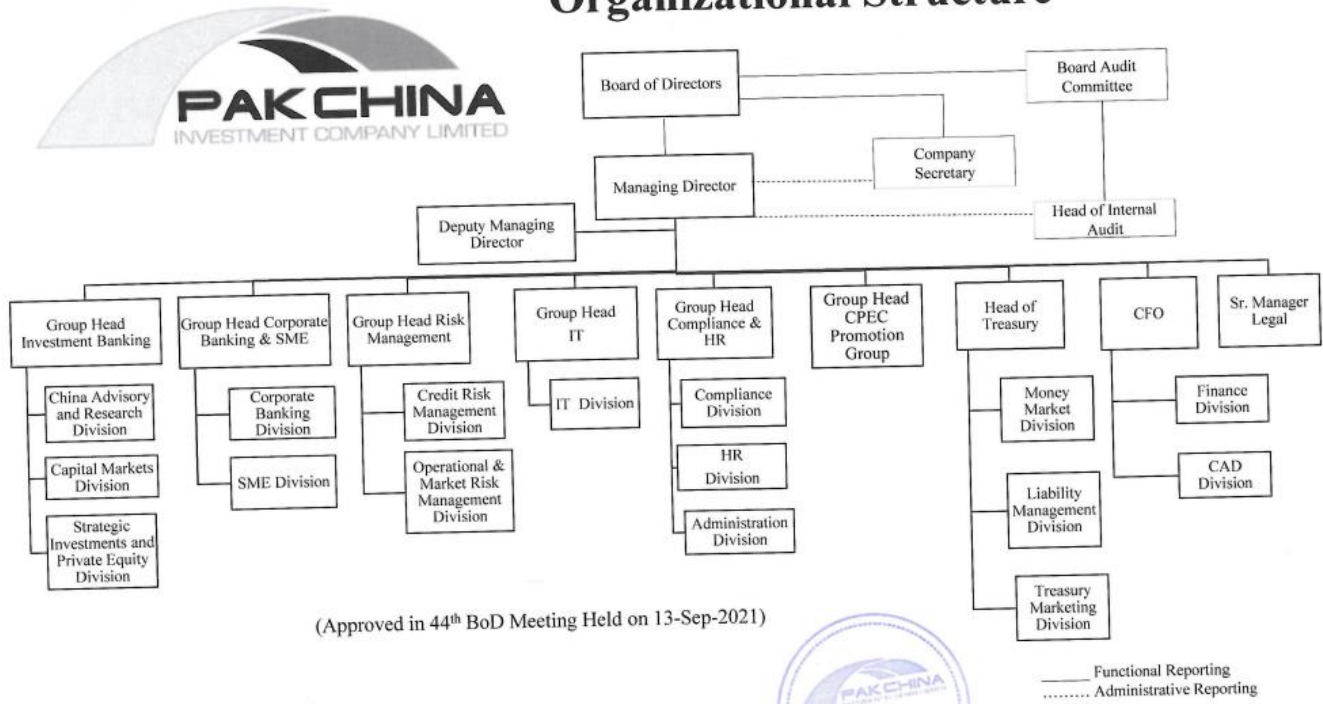 Organizational Structure
PAK CHINA
INVESTMENT COMPANY LIMITED
Board of Directors
Board Audit
Committee
Company
Secretary
Managing Director
Head of Internal
Audit
Deputy Managing
Director
Group Head
Investment Banking
China Advisory
and Research
Division
Capital Markets
Division
Strategic
Investments and
Private Equity
Division
Group Head Corporate
Banking & SME
Corporate
Banking
Division
SME Division
Group Head Risk
Management
Credit Risk
Management
Division
Operational &
Market Risk
Management
Division
Group Head
IT
IT Division
Group Head
Compliance &
HR
Compliance
Division
HR
Division
Administration
Division
Group Head
CPEC
Promotion
Group
Head of
Treasury
Money
Market
Division
Liability
Management
Division
Treasury
Marketing
Division
CFO
Finance
Division
CAD
Division
Sr. Manager
Legal
(Approved in 44th BoD Meeting Held on 13-Sep-2021)
PAK CHINA
Functional Reporting
Administrative Reporting